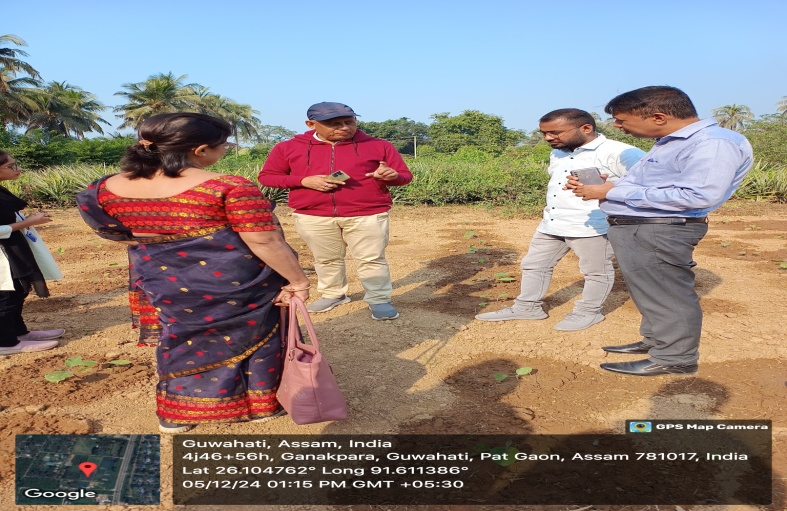 GPS Map Camera
Guwahati, Assam, India
4j46+56h, Ganakpara, Guwahati, Pat Gaon, Assam 781017, India
Lat 26.104762° Long 91.611386°
05/12/24 01:15 PM GMT +05:30
Google